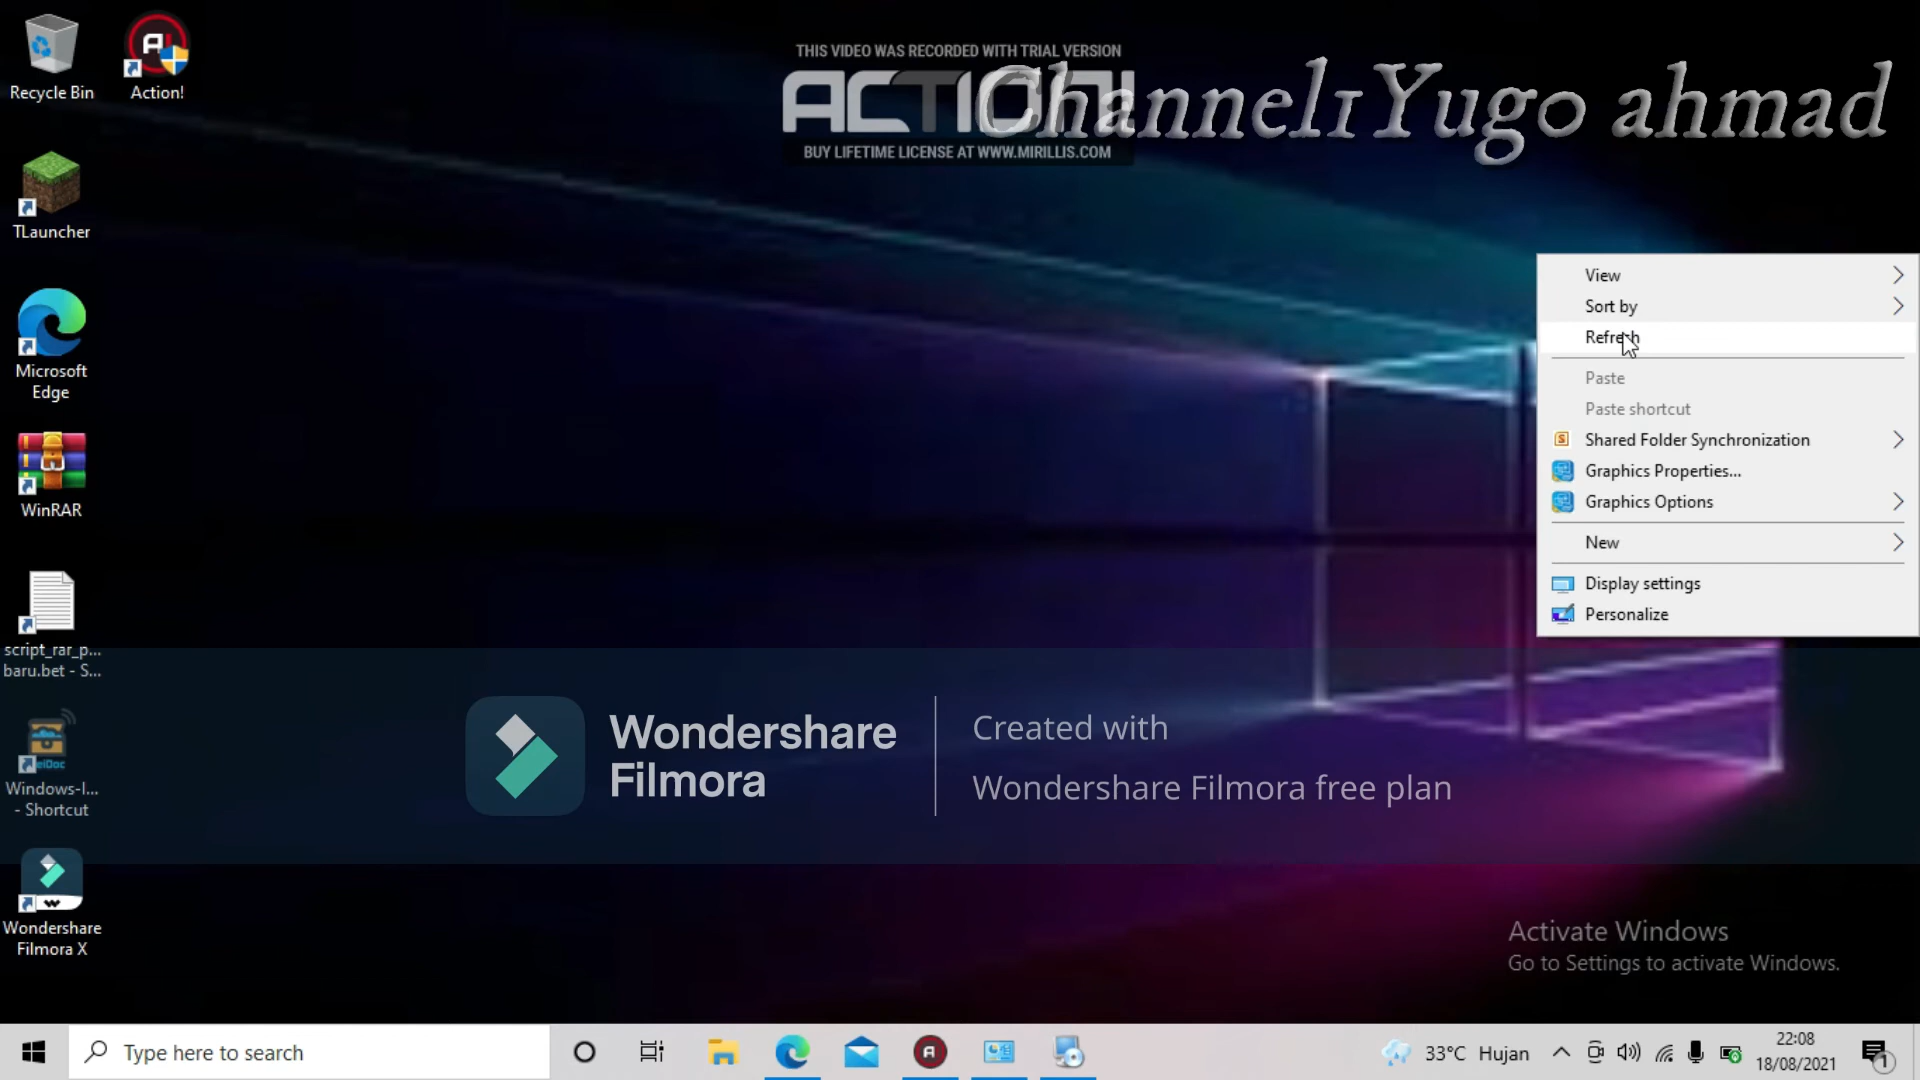 Recycle Bin
Action!
THIS VIDEO WAS RECORDED WITH TRIAL VERSION
ACTION!
BUY LIFETIME LICENSE AT WWW.MIRILLIS.COM
Channel1Yugo ahmad
TLauncher
Microsoft
Edge
WinRAR
script_rar_p...
baru.bet - S...
Windows-I...
- Shortcut
Wondershare
Filmora X
View
Sort by
Refresh
Paste
Paste shortcut
Shared Folder Synchronization
Graphics Properties...
Graphics Options
New
Display settings
Personalize
Wondershare
Filmora
Created with
Wondershare Filmora free plan
Activate Windows
Go to Settings to activate Windows.
Type here to search
33°C Hujan
22:08
18/08/2021
1